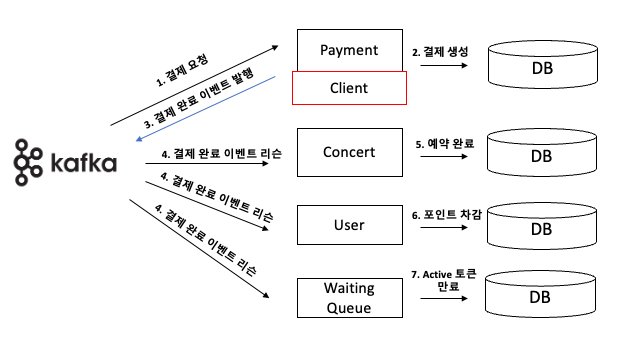 1. 결제 요청
Payment
2. 결제 생성
DB
3. 결제 완료 이벤트 발행
Client
kafka
4. 결제 완료 이벤트 리슨
Concert
5. 예약 완료
DB
4. 결제 완료 이벤트 리슨
User
6. 포인트 차감
DB
4. 결제 완료 이벤트 리슨
Waiting
Queue
7. Active 토큰
만료
DB